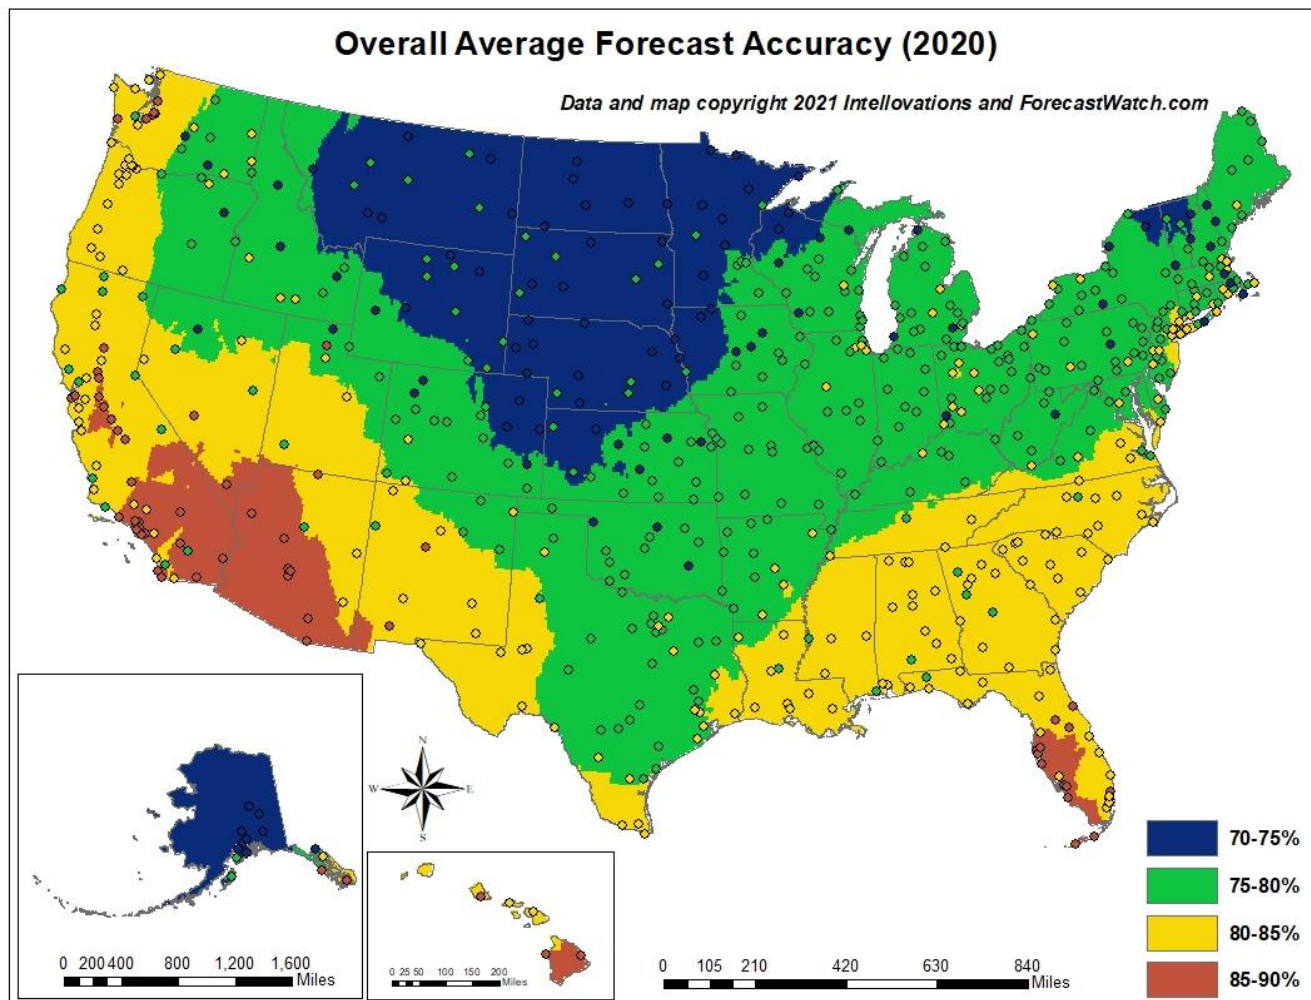 Overall Average Forecast Accuracy (2020)
Data and map copyright 2021 Intellovations and ForecastWatch.com
N
W E
S
70-75%
75-80%
80-85%
85-90%
0 200 400 800 1,200 1,600
Miles
0 25 50 100 150 200
Miles
0 105 210 420 630 840
Miles